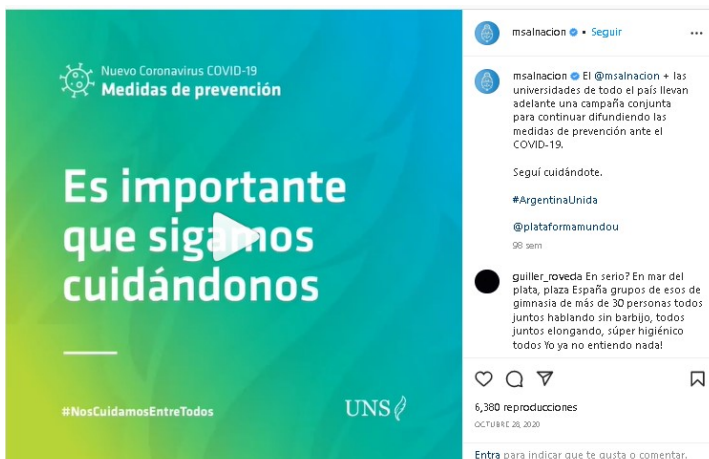 Nuevo Coronavirus COVID-19
Medidas de prevención
Es importante
que sigamos
cuidándonos
#NosCuidamosEntreTodos
UNS
msalnacion • Seguir
msalnacion El @msalnacion + las
universidades de todo el país llevan
adelante una campaña conjunta
para continuar difundiendo las
medidas de prevención ante el
COVID-19.
Seguí cuidándote.
#ArgentinaUnida
@plataformamundou
98 sem
guiller_roveda En serio? En mar del
plata, plaza España grupos de esos de
gimnasia de más de 30 personas todos
juntos hablando sin barbijo, todos
juntos elongando, súper higiénico
todos Yo ya no entiendo nada!
6,380 reproducciones
OCTUBRE 28, 2020
Entra para indicar que te gusta o comentar.